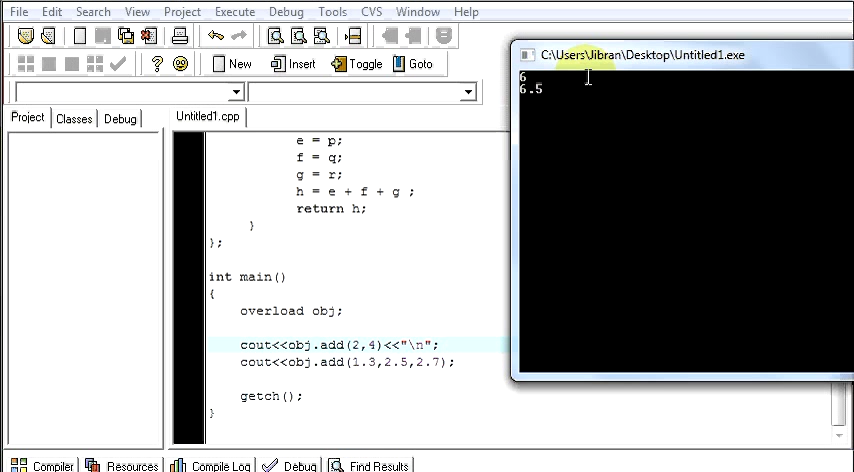 File Edit Search View Project Execute Debug Tools CVS Window Help
New Insert Toggle Goto
Project Classes Debug
Untitled1.cpp
e = p;
f = q;
g = r;
h = e + f + g ;
return h;
}
};
int main()
{
overload obj;
cout<<obj.add(2,4)<<"\n";
cout<<obj.add(1.3,2.5,2.7);
getch();
}
C:\Users\Jibran\Desktop\Untitled1.exe
6
6.5
Compiler Resources Compile Log Debug Find Results